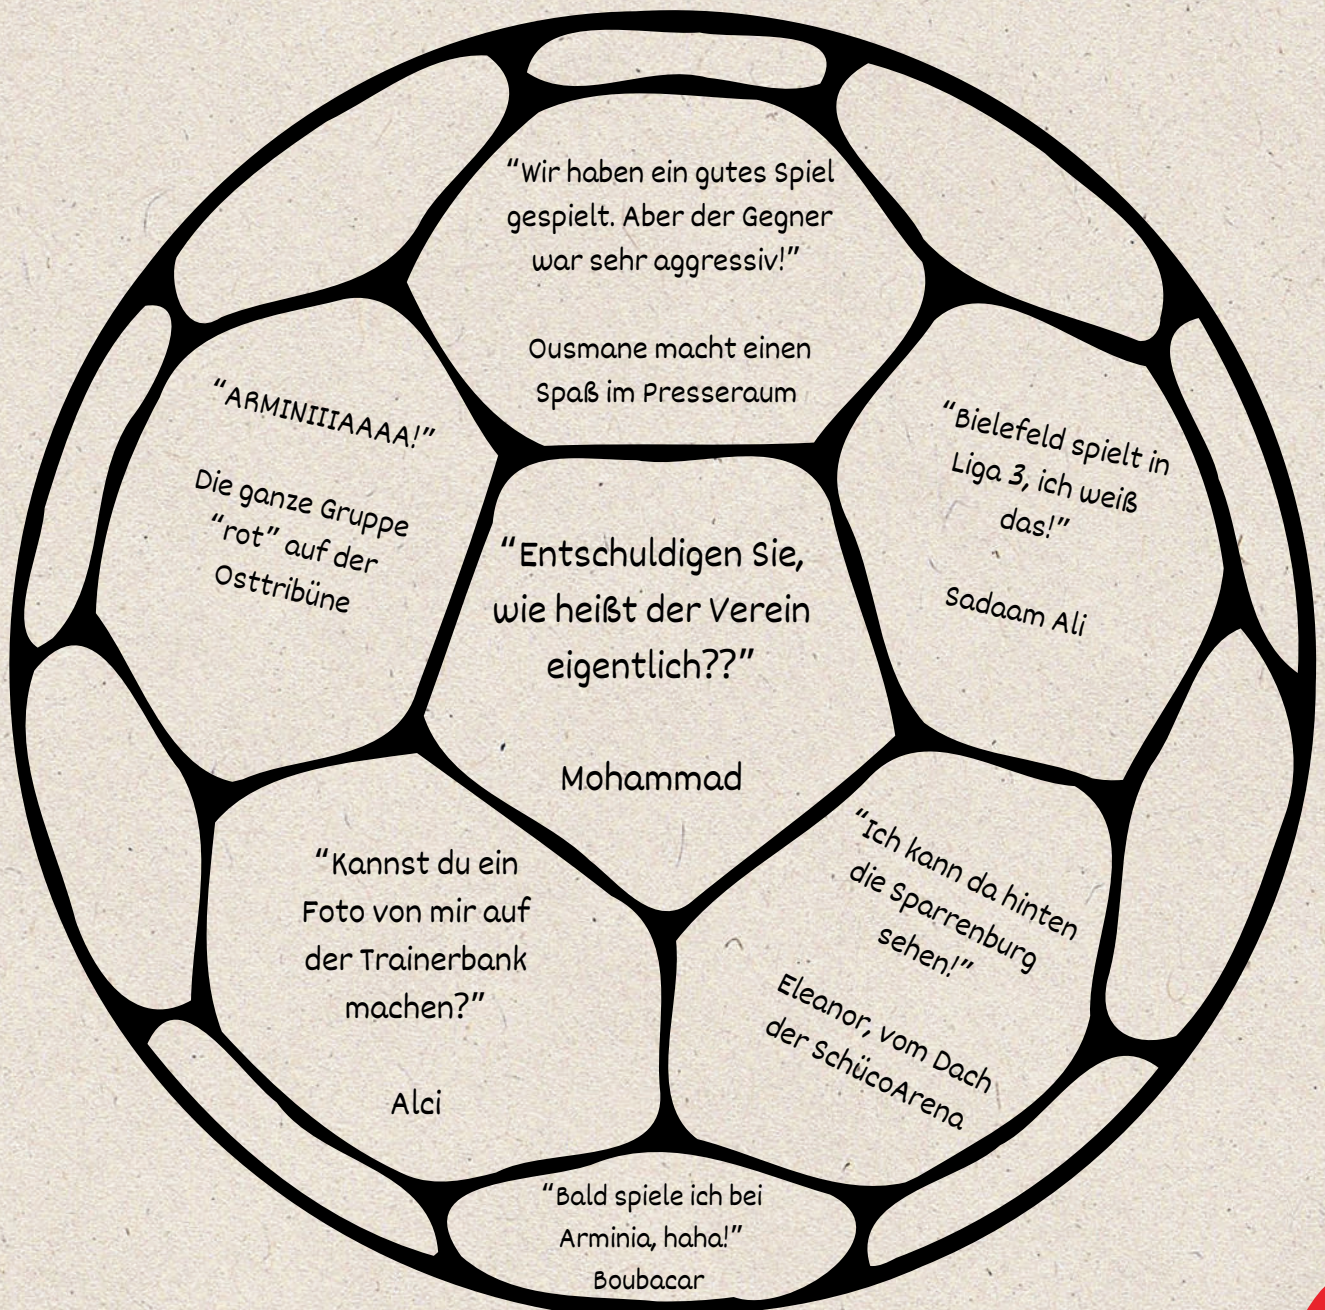 “Wir haben ein gutes Spiel
gespielt. Aber der Gegner
war sehr aggressiv!”
Ousmane macht einen
Spaß im Presseraum
“ARMINIIIAAAA!”
Die ganze Gruppe
“rot” auf der
Osttribüne
“Entschuldigen Sie,
wie heißt der Verein
eigentlich??”
Mohammad
“Bielefeld spielt in
Liga 3, ich weiß
das!”
Sadaam Ali
“Kannst du ein
Foto von mir auf
der Trainerbank
machen?”
Alci
“Ich kann da hinten
die Sparrenburg
sehen!”
Eleanor, vom Dach
der SchücoArena
“Bald spiele ich bei
Arminia, haha!”
Boubacar